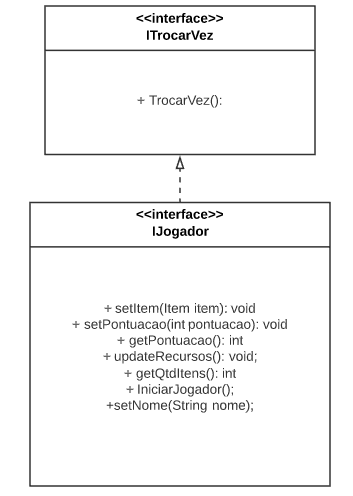 <<interface>>
ITrocarVez
+ TrocarVez():
<<interface>>
IJogador
+ setItem(Item item): void
+ setPontuacao(int pontuacao): void
+ getPontuacao(): int
+ updateRecursos(): void;
+ getQtdItens(): int
+ IniciarJogador();
+setNome(String nome);